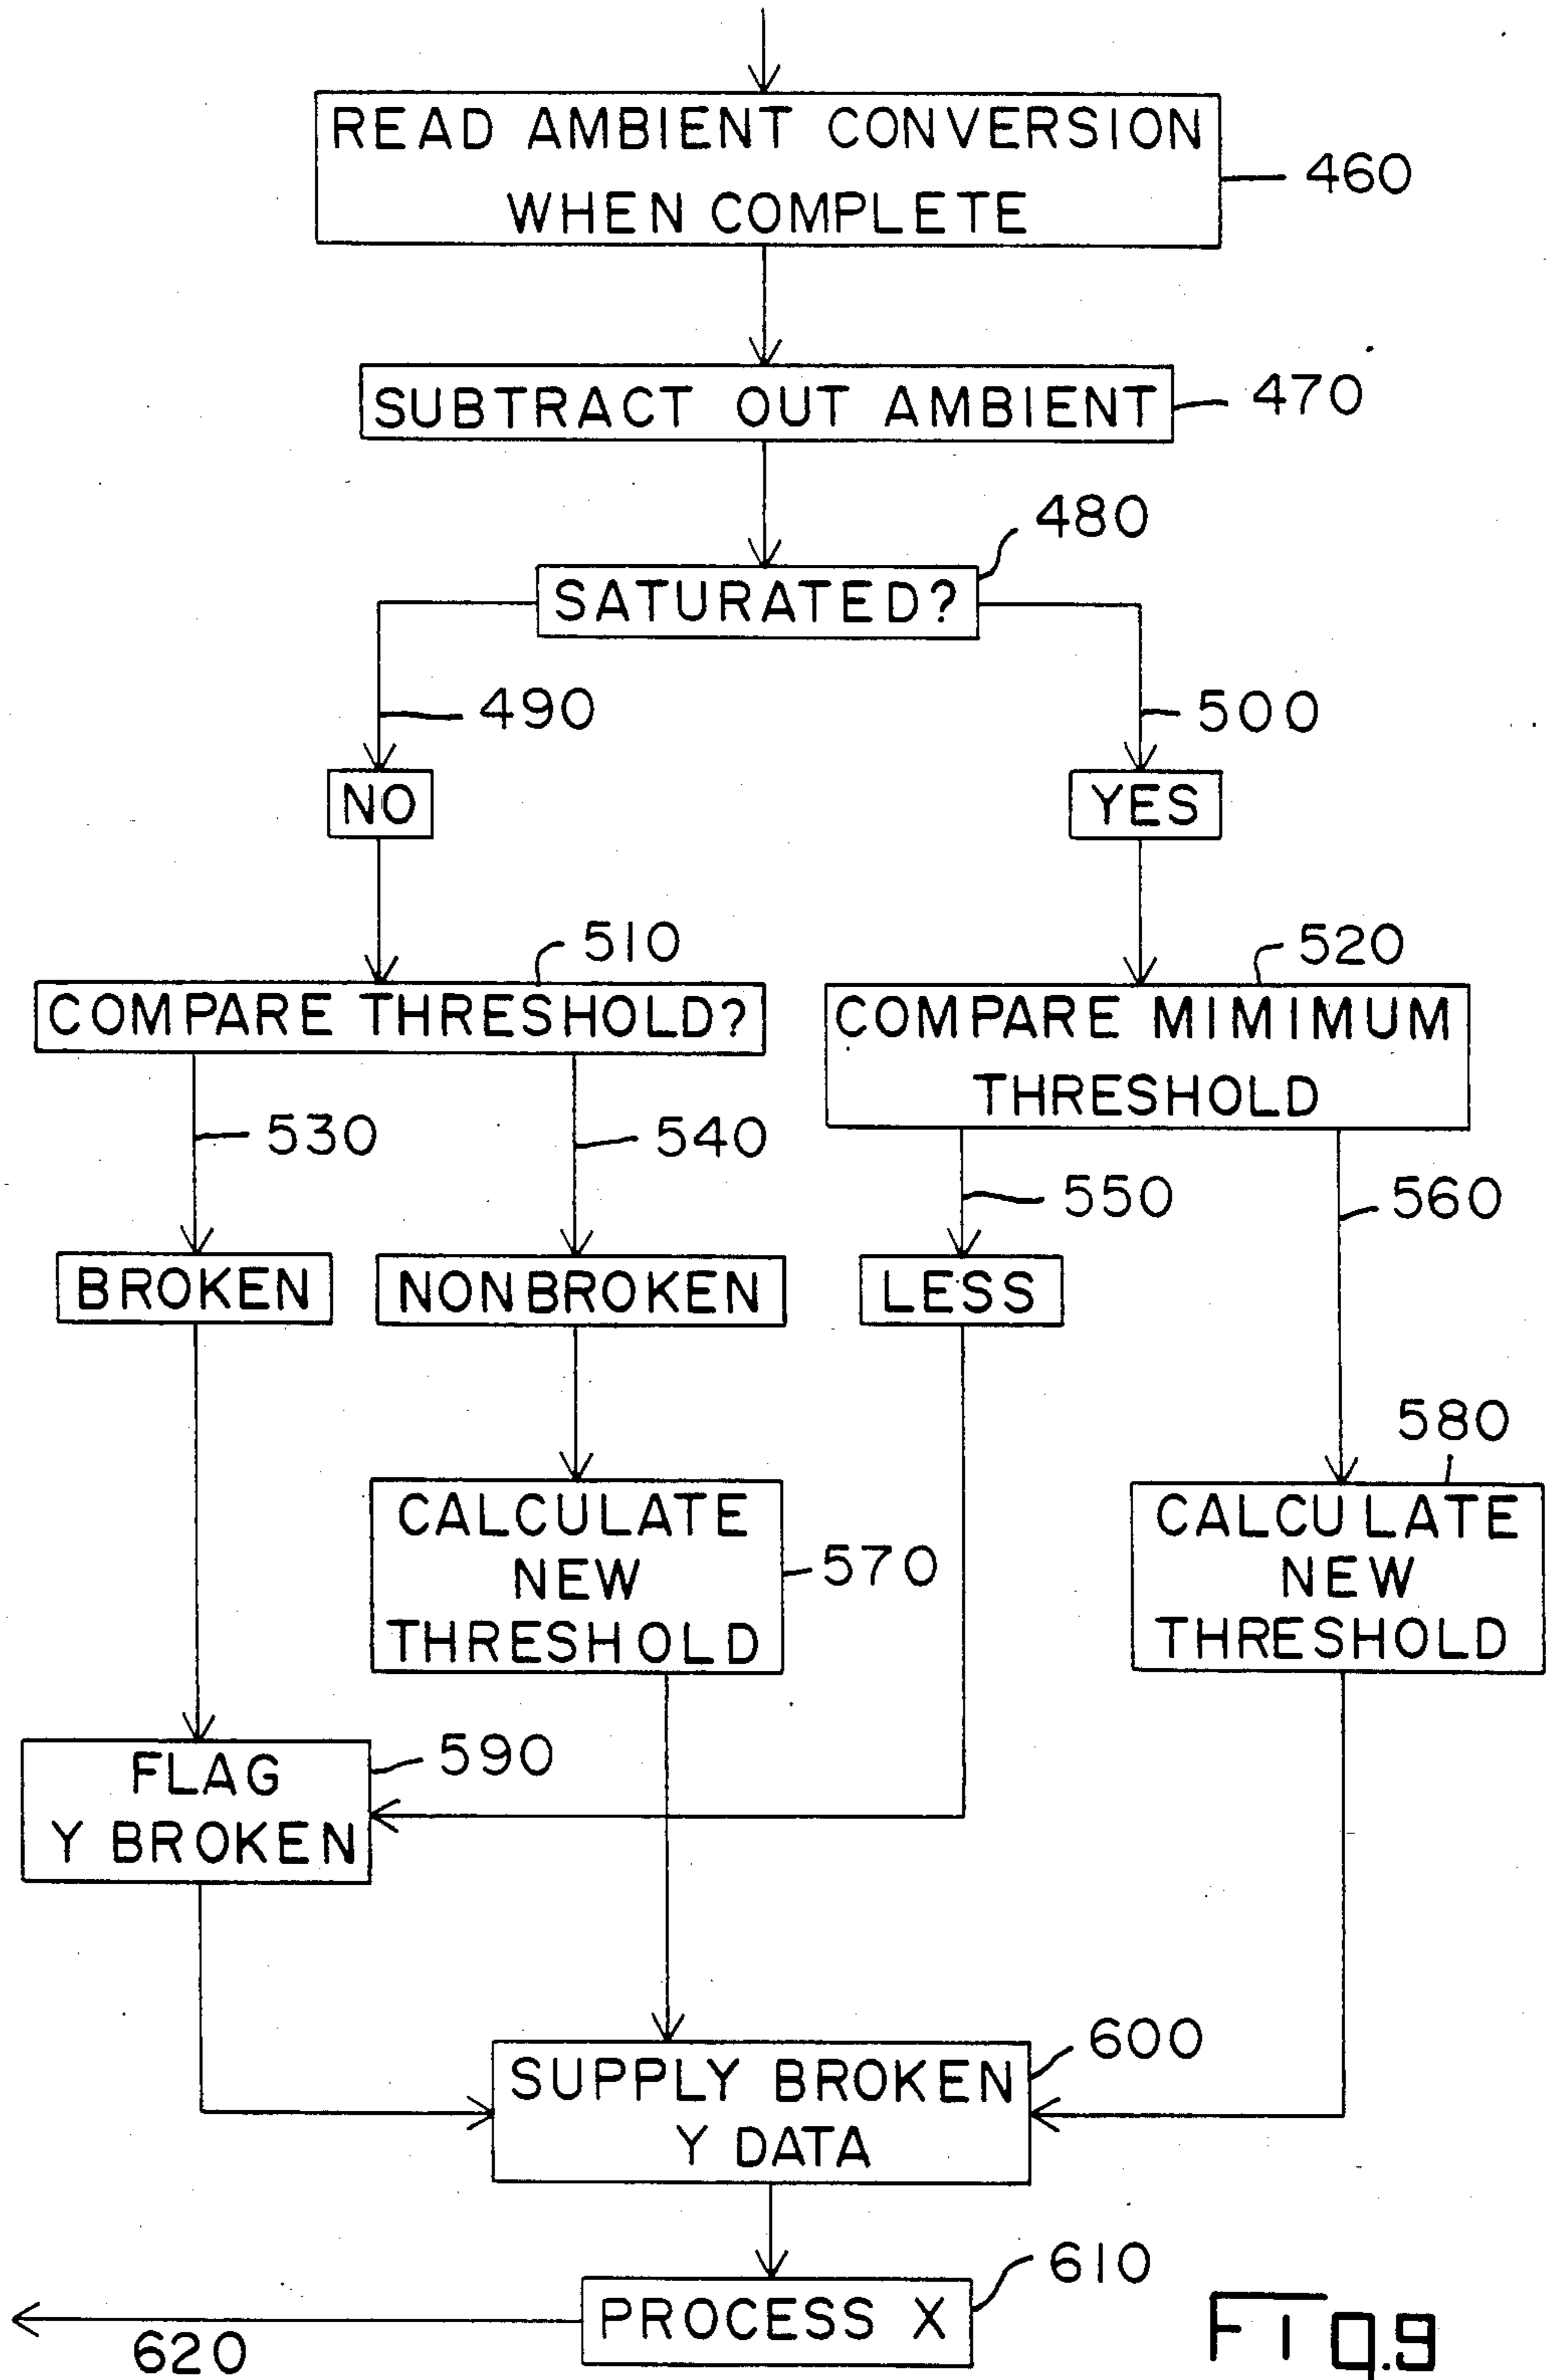 READ AMBIENT CONVERSION
WHEN COMPLETE
460
SUBTRACT OUT AMBIENT
470
480
SATURATED?
490
500
NO
YES
510
520
COMPARE THRESHOLD?
COMPARE MIMIMUM
THRESHOLD
530
540
550
560
BROKEN
NONBROKEN
LESS
580
CALCULATE
NEW
THRESHOLD
570
CALCULATE
NEW
THRESHOLD
590
FLAG
Y BROKEN
600
SUPPLY BROKEN
Y DATA
610
PROCESS X
620
Fig.9